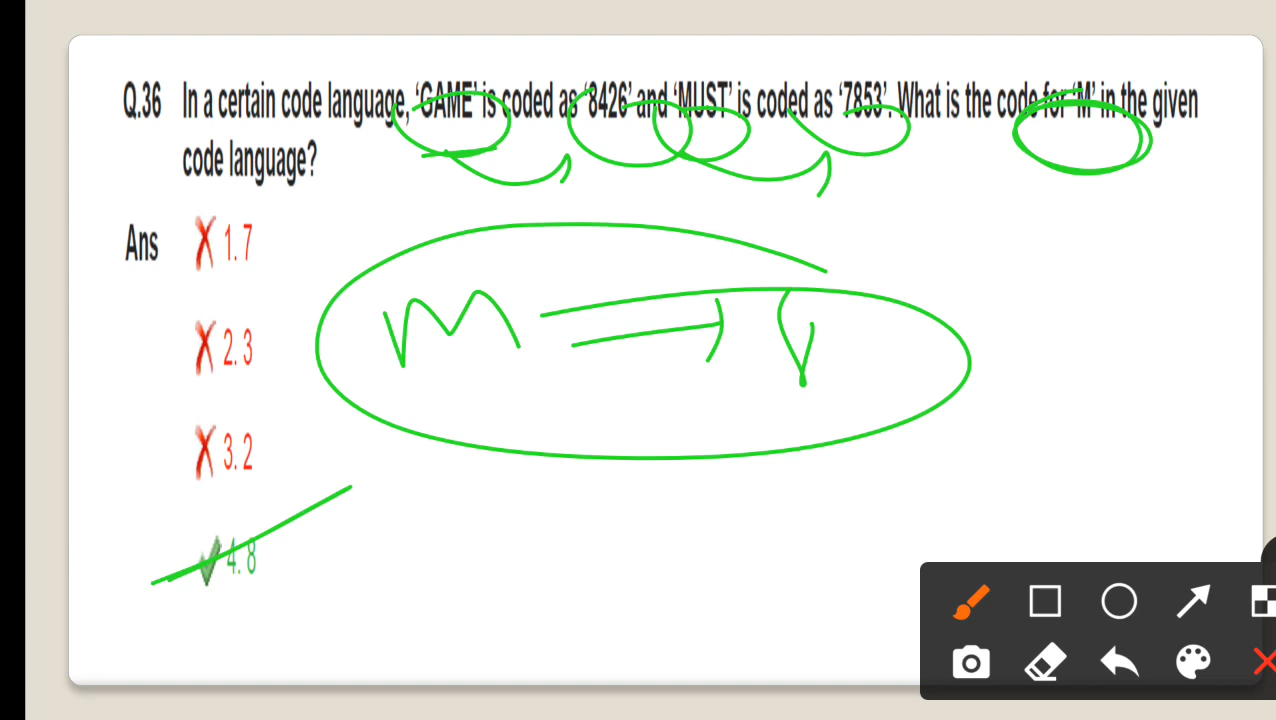 Q.36 In a certain code language, ‘GAME’ is coded as ‘8426’ and ‘MUST’ is coded as ‘7853’. What is the code for ‘M’ in the given
code language?
Ans 1. 7
2. 3
M
3. 2
4. 8